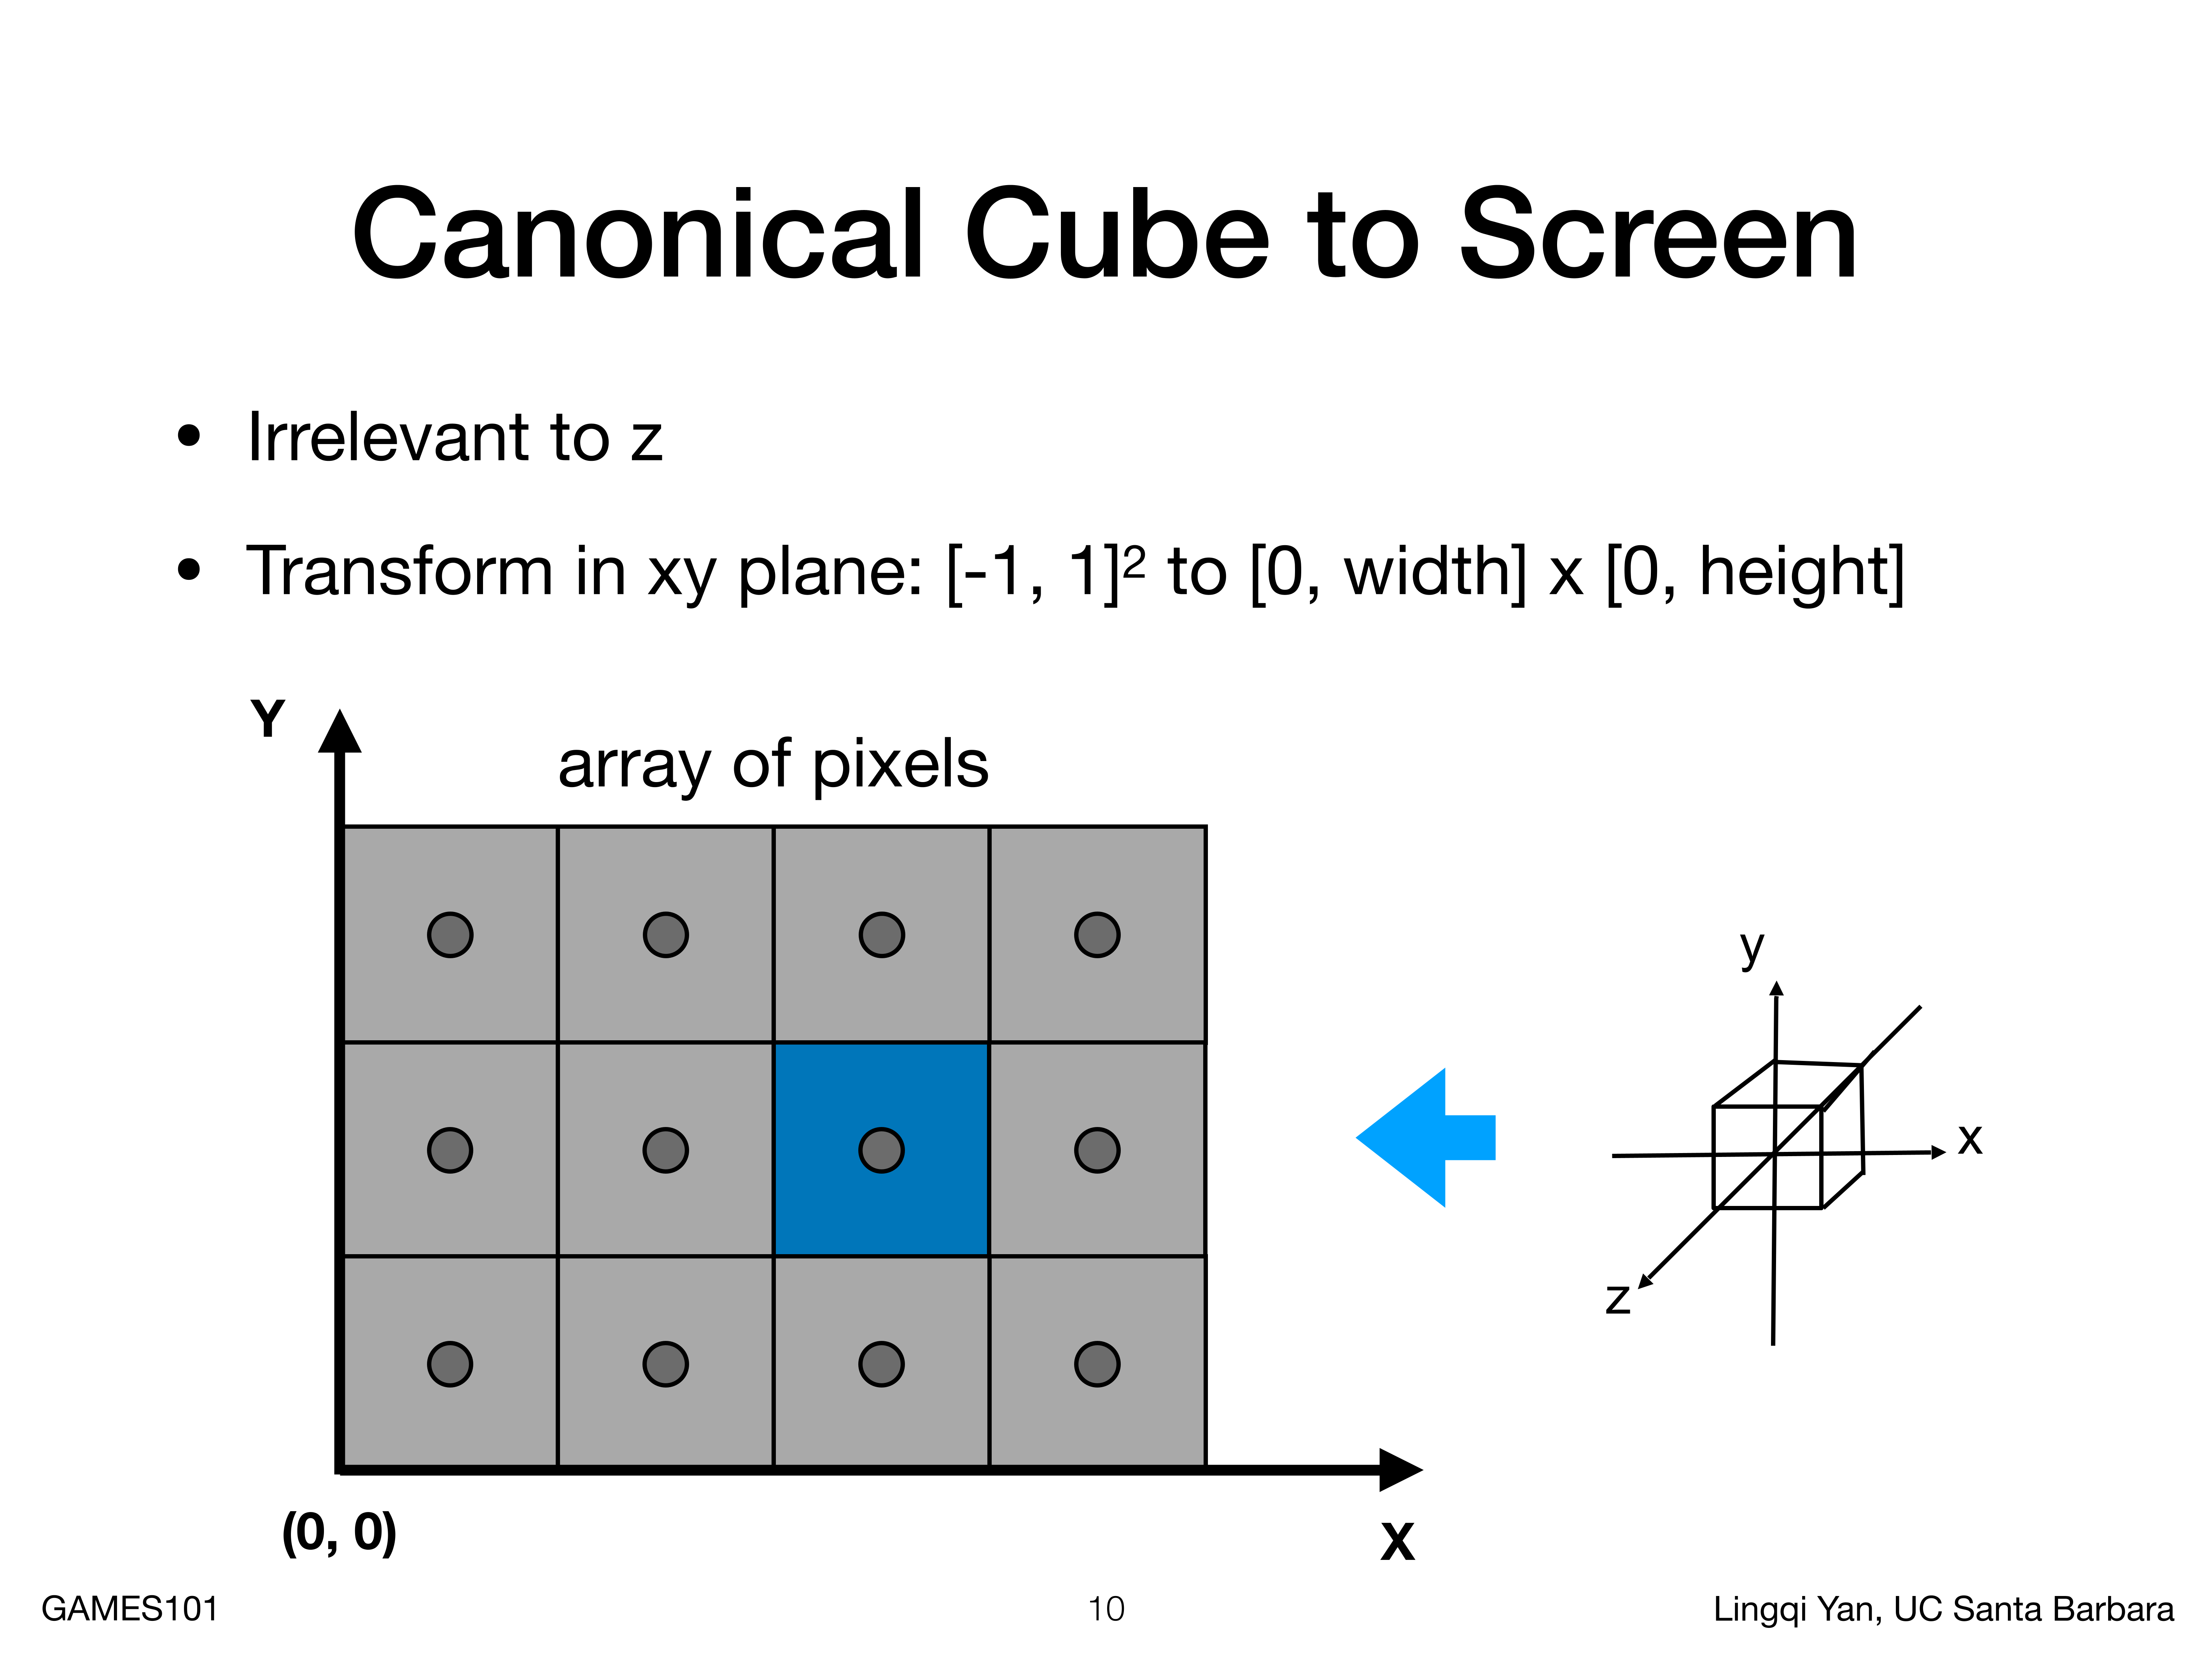 Canonical Cube to Screen
• Irrelevant to z
• Transform in xy plane: [-1, 1]² to [0, width] x [0, height]
Y
array of pixels
y
x
z
(0, 0)
X
GAMES101
10
Lingqi Yan, UC Santa Barbara